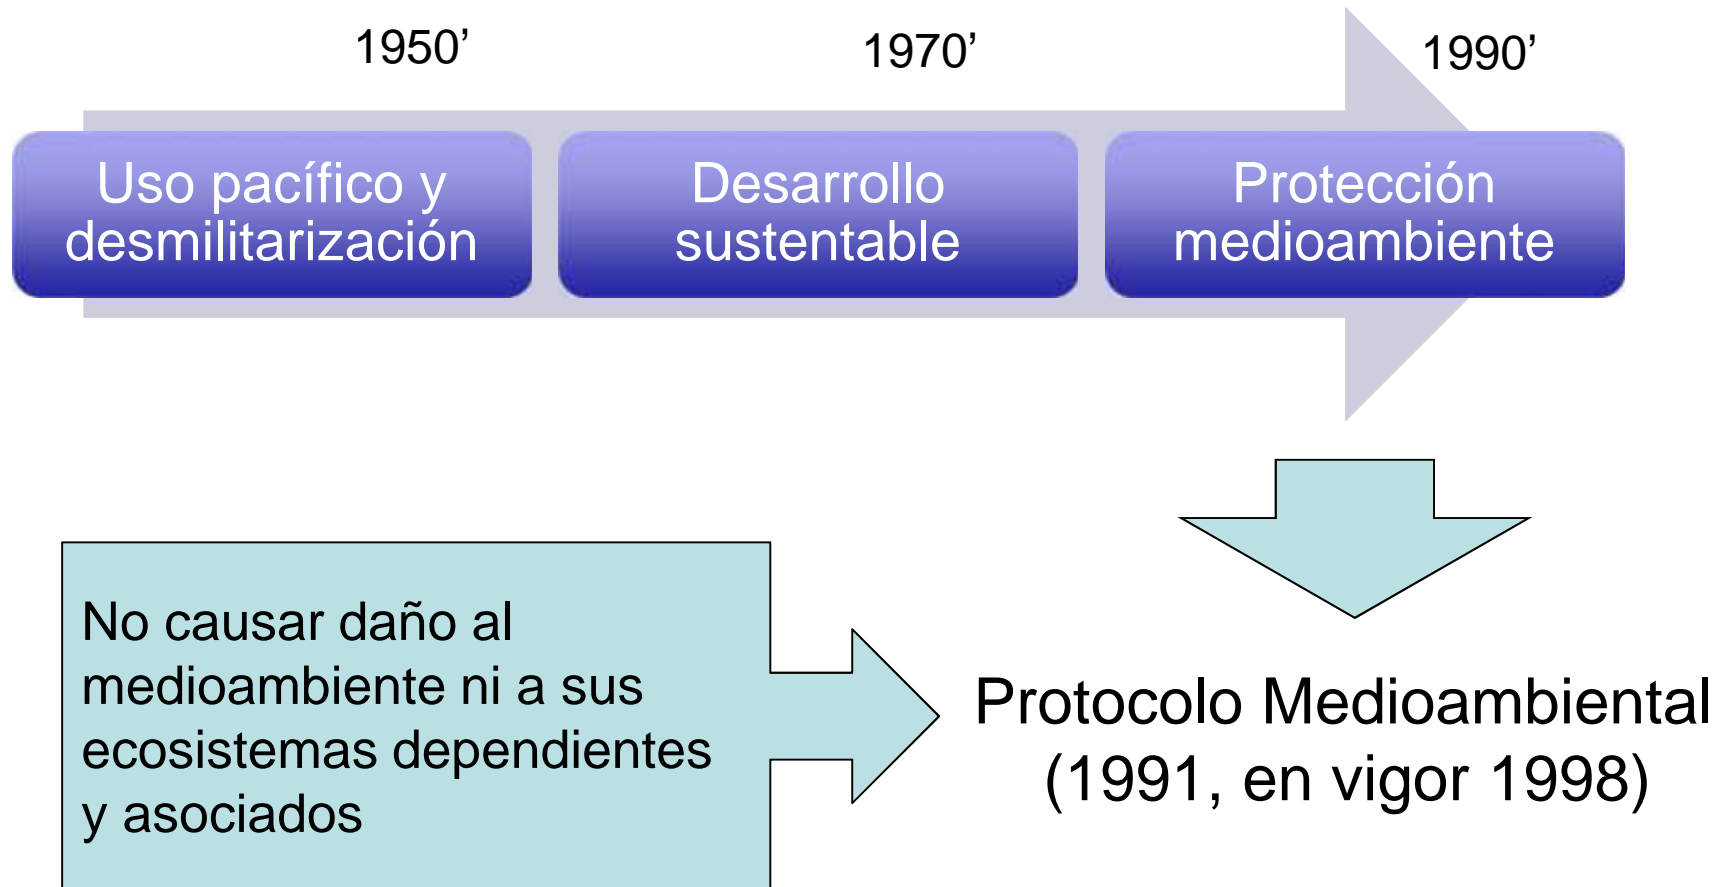 1950’
1970’
1990’
Uso pacífico y
desmilitarización
Desarrollo
sustentable
Protección
medioambiente
No causar daño al
medioambiente ni a sus
ecosistemas dependientes
y asociados
Protocolo Medioambiental
(1991, en vigor 1998)